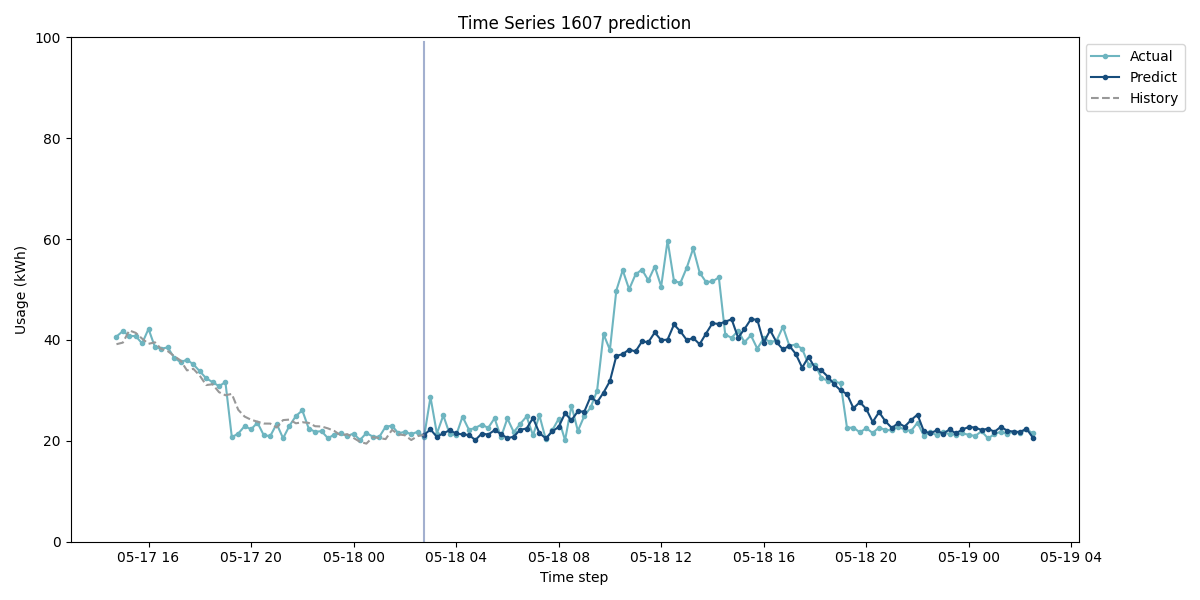 Time Series 1607 prediction
100
80
60
40
20
0
Usage (kWh)
05-17 16
05-17 20
05-18 00
05-18 04
05-18 08
05-18 12
05-18 16
05-18 20
05-19 00
05-19 04
Time step
Actual
Predict
History